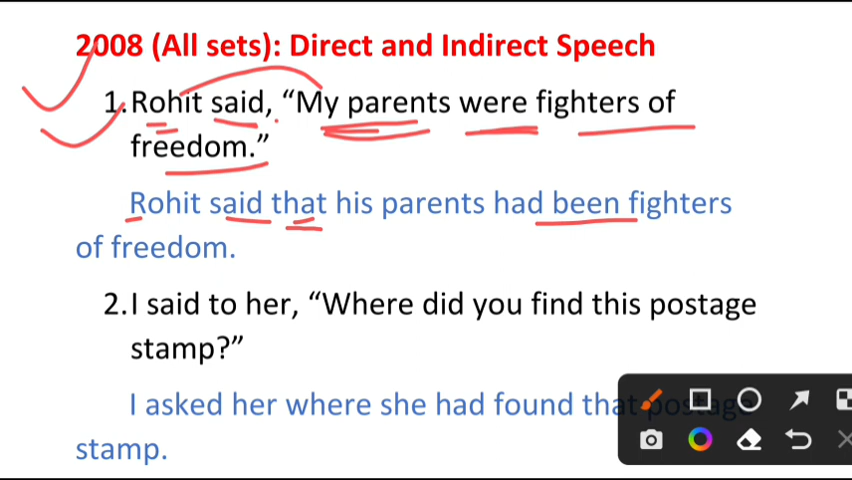 2008 (All sets): Direct and Indirect Speech
1.Rohit said, “My parents were fighters of
freedom.”
Rohit said that his parents had been fighters
of freedom.
2.I said to her, “Where did you find this postage
stamp?”
I asked her where she had found that postage
stamp.